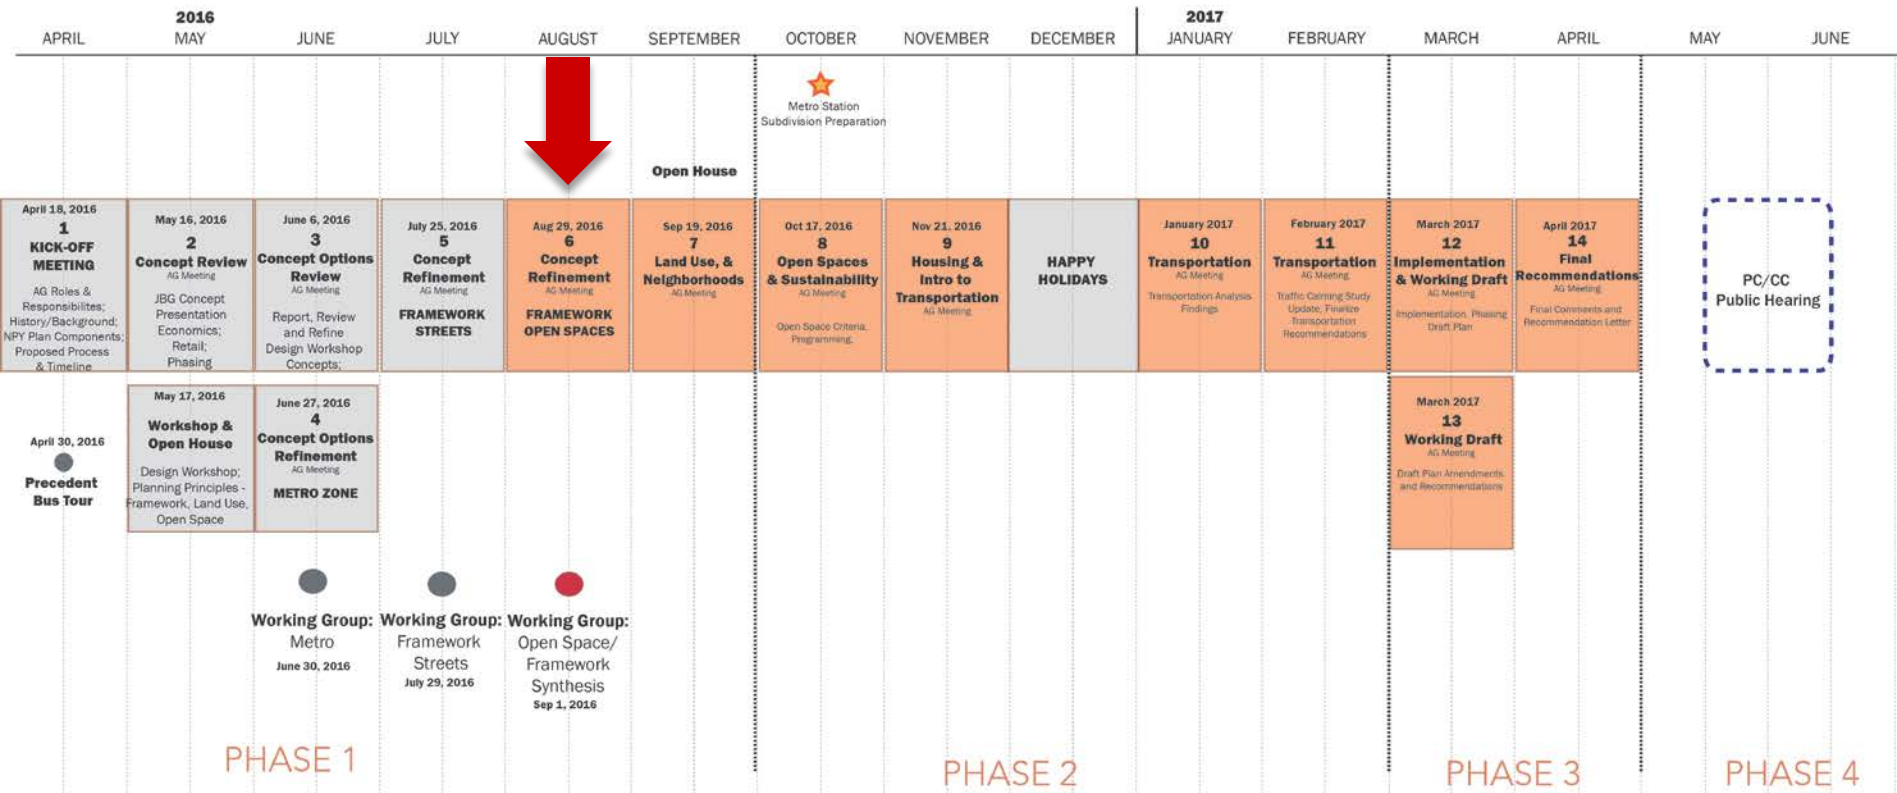 2016
2017
APRIL
MAY
JUNE
JULY
AUGUST
SEPTEMBER
OCTOBER
NOVEMBER
DECEMBER
JANUARY
FEBRUARY
MARCH
APRIL
MAY
JUNE
Metro Station
Subdivision Preparation
Open House
April 18, 2016
1
KICK-OFF
MEETING
AG Roles &
Responsibilites;
History/Background;
NPY Plan Components;
Proposed Process
& Timeline
May 16, 2016
2
Concept Review
AG Meeting
JBG Concept
Presentation
Economics;
Retail;
Phasing
June 6, 2016
3
Concept Options
Review
AG Meeting
Report, Review
and Refine
Design Workshop
Concepts;
July 25, 2016
5
Concept
Refinement
AG Meeting
FRAMEWORK
STREETS
Aug 29, 2016
6
Concept
Refinement
AG Meeting
FRAMEWORK
OPEN SPACES
Sep 19, 2016
7
Land Use, &
Neighborhoods
AG Meeting
Oct 17, 2016
8
Open Spaces
& Sustainability
AG Meeting
Open Space Criteria,
Programming,
Nov 21, 2016
9
Housing &
Intro to
Transportation
AG Meeting
HAPPY
HOLIDAYS
January 2017
10
Transportation
AG Meeting
Transportation Analysis
Findings
February 2017
11
Transportation
AG Meeting
Traffic Calming Study
Update, Finalize
Transportation
Recommendations
March 2017
12
Implementation
& Working Draft
AG Meeting
Implementation, Phasing
Draft Plan
April 2017
14
Final
Recommendations
AG Meeting
Final Comments and
Recommendation Letter
PC/CC
Public Hearing
April 30, 2016
Precedent
Bus Tour
May 17, 2016
Workshop &
Open House
Design Workshop;
Planning Principles -
Framework, Land Use,
Open Space
June 27, 2016
4
Concept Options
Refinement
AG Meeting
METRO ZONE
March 2017
13
Working Draft
AG Meeting
Draft Plan Amendments
and Recommendations
Working Group:
Metro
June 30, 2016
Working Group:
Framework
Streets
July 29, 2016
Working Group:
Open Space/
Framework
Synthesis
Sep 1, 2016
PHASE 1
PHASE 2
PHASE 3
PHASE 4